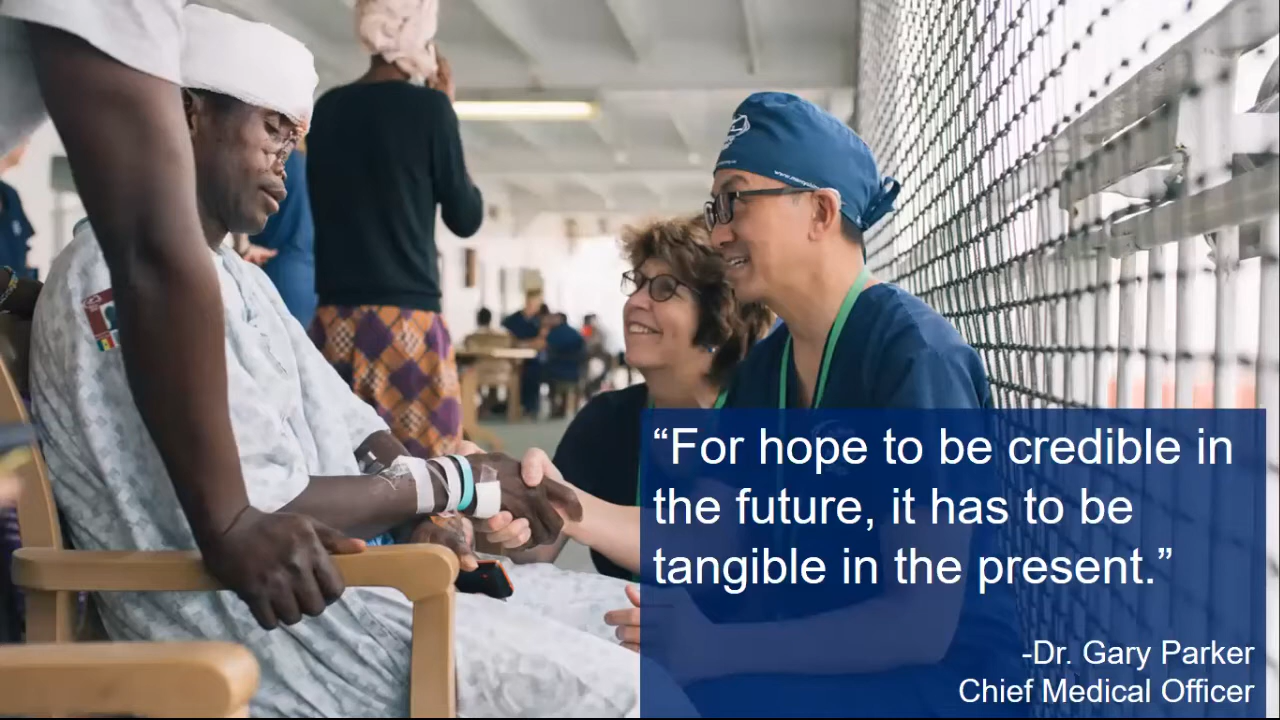 “For hope to be credible in
the future, it has to be
tangible in the present.”
-Dr. Gary Parker
Chief Medical Officer